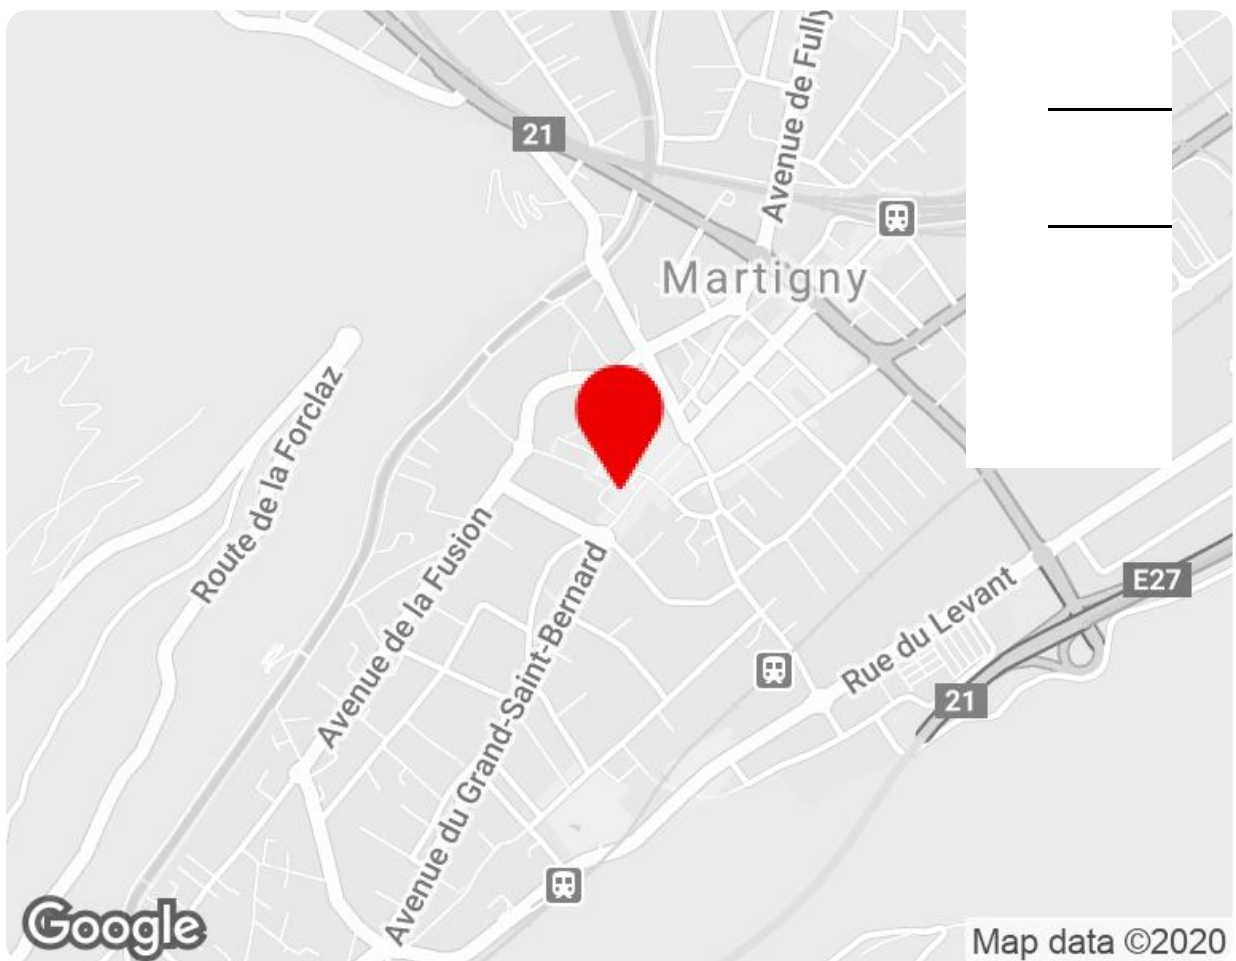 Avenue de Fully
21
Martigny
Route de la Forclaz
Avenue de la Fusion
Avenue du Grand-Saint-Bernard
E27
Rue du Levant
21
Google
Map data ©2020